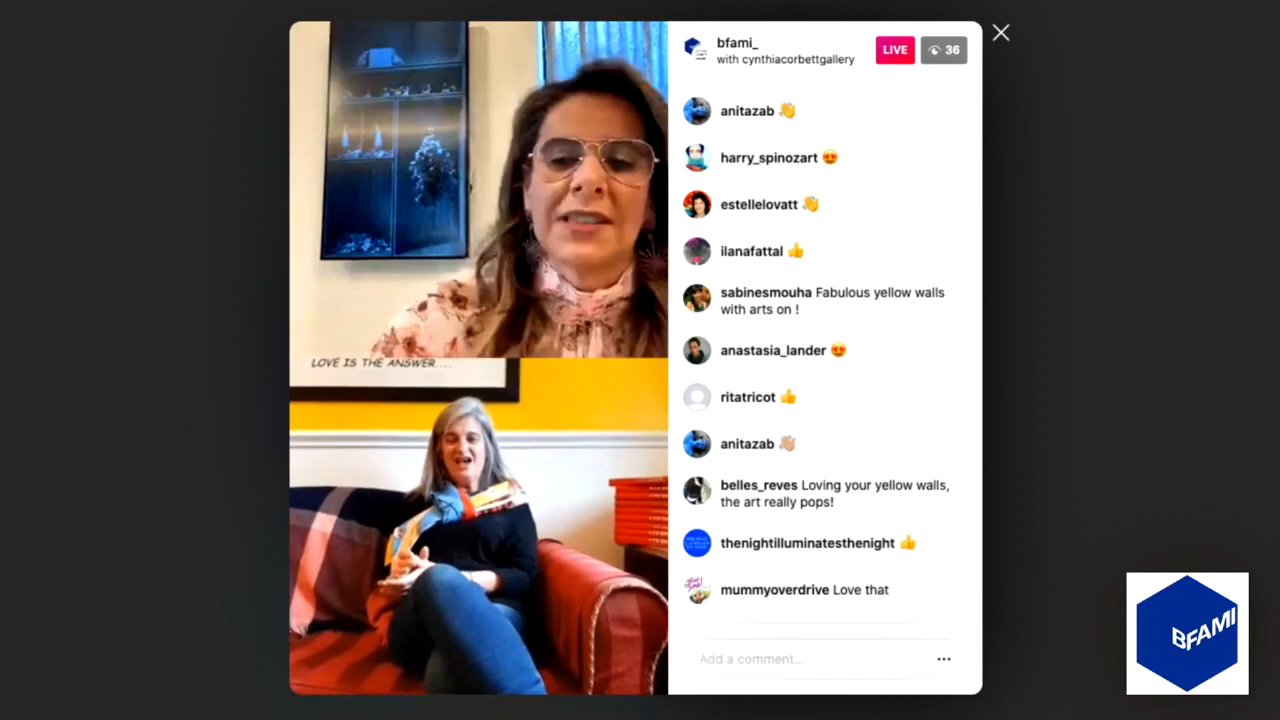 bfami_
with cynthiacorbettgallery
LIVE
36
anitazab 👏
harry_spinozart 😍
estellelovatt 👏
ilanafattal 👍
sabinesmouha Fabulous yellow walls
with arts on !
anastasia_lander 😍
ritatricot 👍
anitazab 👏🏼
belles_reves Loving your yellow walls,
the art really pops!
thenightilluminatesthenight 👍
mummyoverdrive Love that
Add a comment...
LOVE IS THE ANSWER....
BFAMI